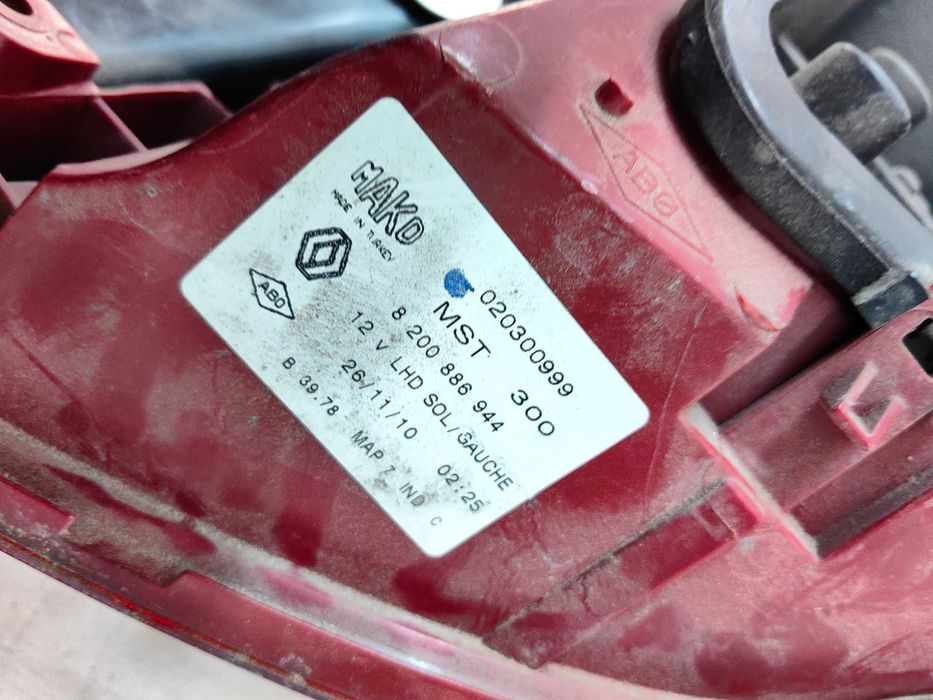 MAKO
MADE IN TURKEY
ABO
020300999
MST 300
8 200 886 944
12 V LHD SOL/GAUCHE
26/11/10 02:25
B 39.78 MAP Z IND C
ABO